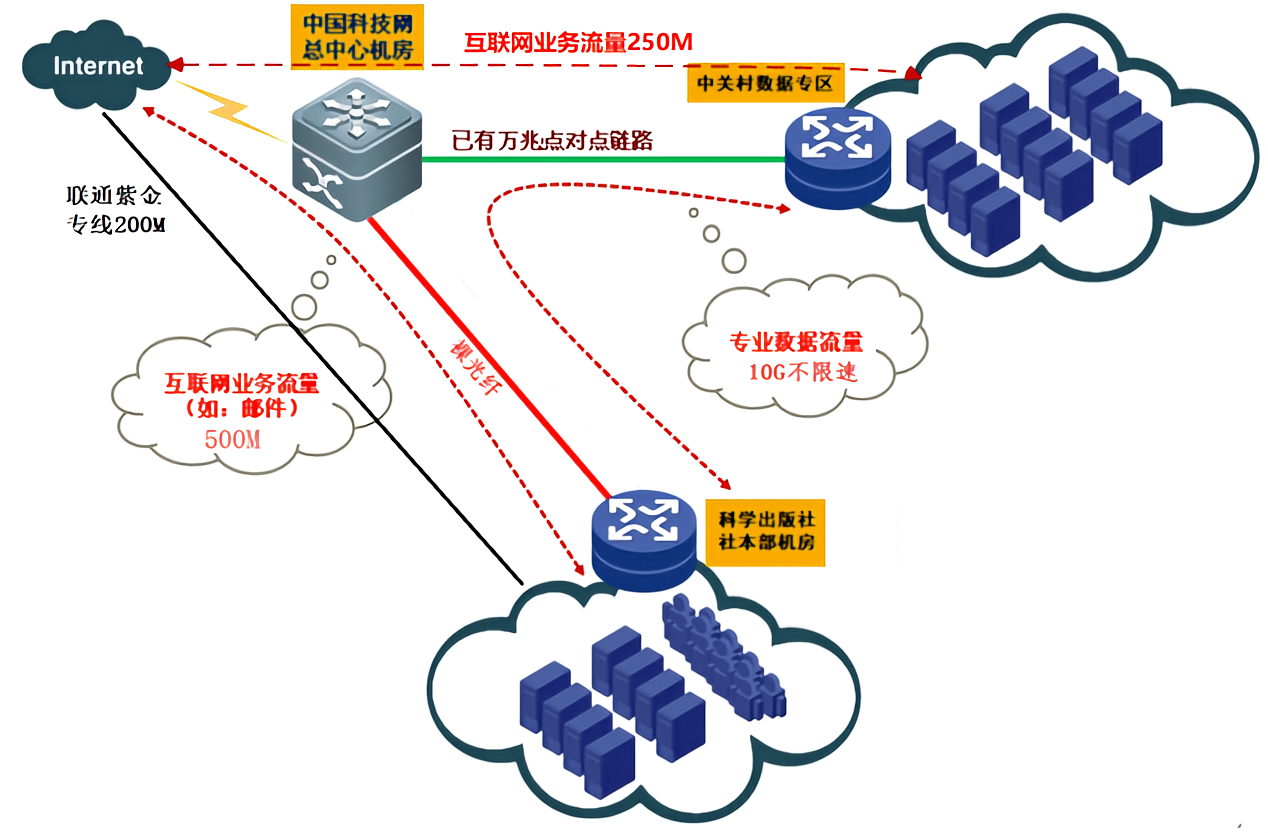 中国科技网
总中心机房
互联网业务流量250M
Internet
中关村数据专区
已有万兆点对点链路
联通紫金
专线200M
裸光纤
专业数据流量
10G不限速
互联网业务流量
（如：邮件）
500M
科学出版社
社本部机房